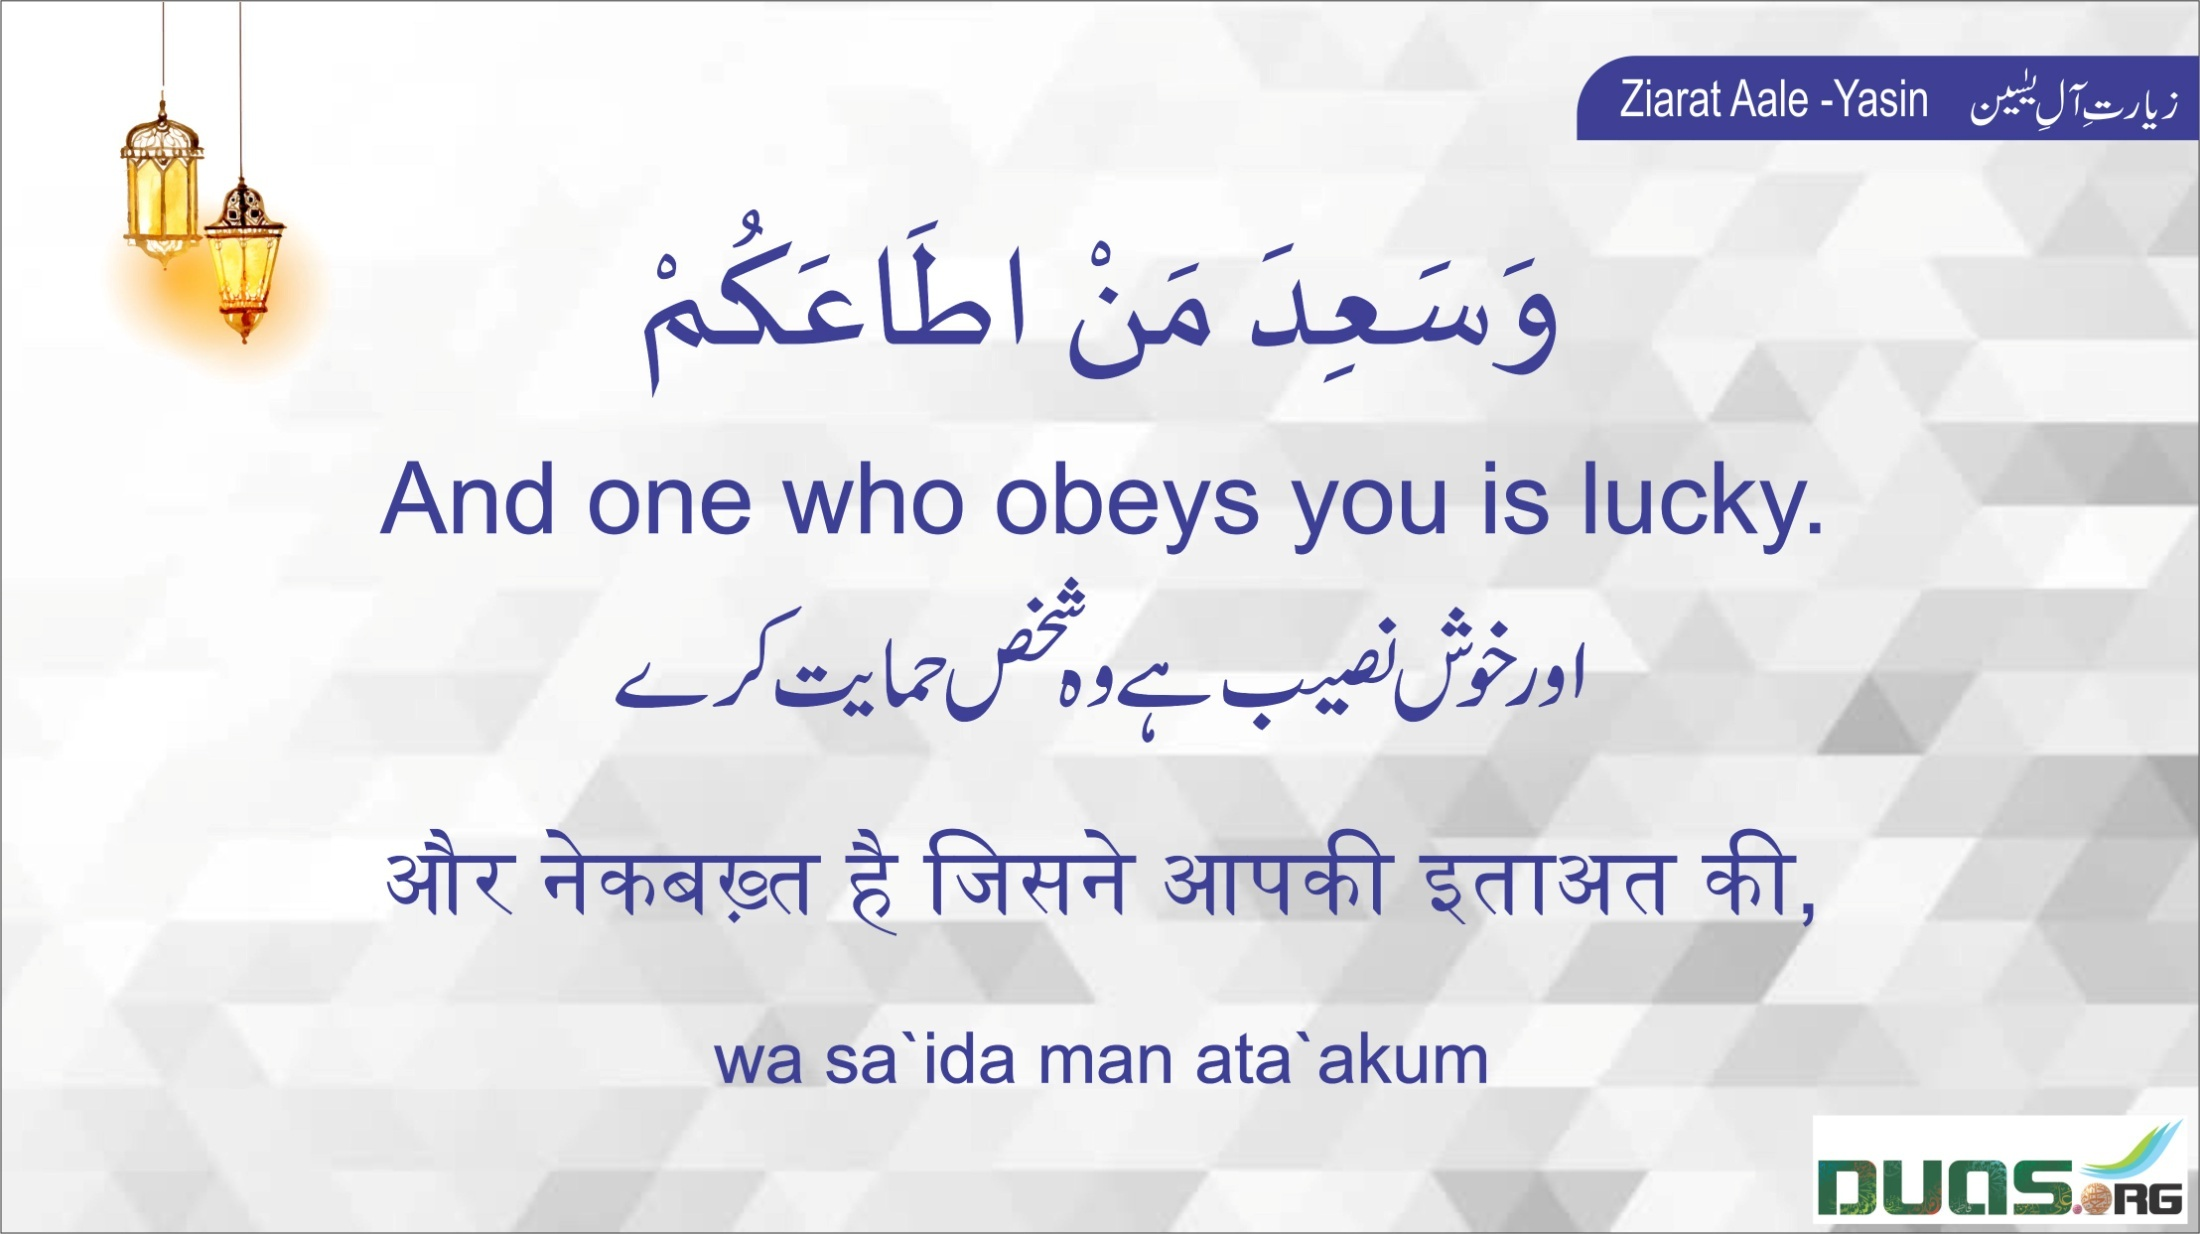 Ziarat Aale -Yasin زیارتِ آلِ یٰسین
وَسَعِدَ مَنْ اطَاعَكُمْ
And one who obeys you is lucky.
اور خوش نصیب ہے وہ شخص حمایت کرے
और नेकबख़्त है जिसने आपकी इताअत की,
wa sa`ida man ata`akum
DUAS.ORG